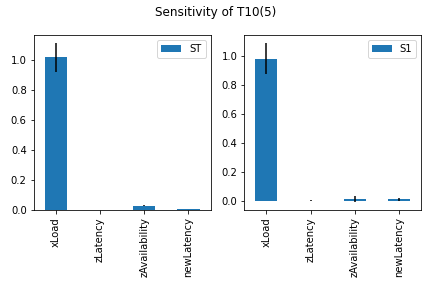 Sensitivity of T10(5)
ST
1.0
0.8
0.6
0.4
0.2
0.0
xLoad
zLatency
zAvailability
newLatency
S1
1.0
0.8
0.6
0.4
0.2
0.0
xLoad
zLatency
zAvailability
newLatency